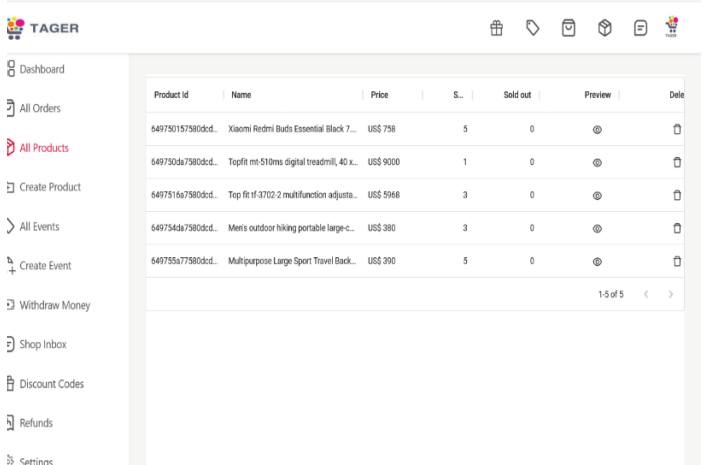 TAGER
TAGER
Dashboard
All Orders
All Products
Create Product
All Events
Create Event
Withdraw Money
Shop Inbox
Discount Codes
Refunds
Settings
Product Id Name Price S... Sold out Preview Dele
649750157580dcd... Xiaomi Redmi Buds Essential Black 7.... US$ 758 5 0
649750da7580dcd... Topfit mt-510ms digital treadmill, 40 x... US$ 9000 1 0
6497516a7580dcd... Top fit tf-3702-2 multifunction adjusta... US$ 5968 3 0
649754da7580dcd... Men's outdoor hiking portable large-c... US$ 380 3 0
649755a77580dcd... Multipurpose Large Sport Travel Back... US$ 390 5 0
1-5 of 5